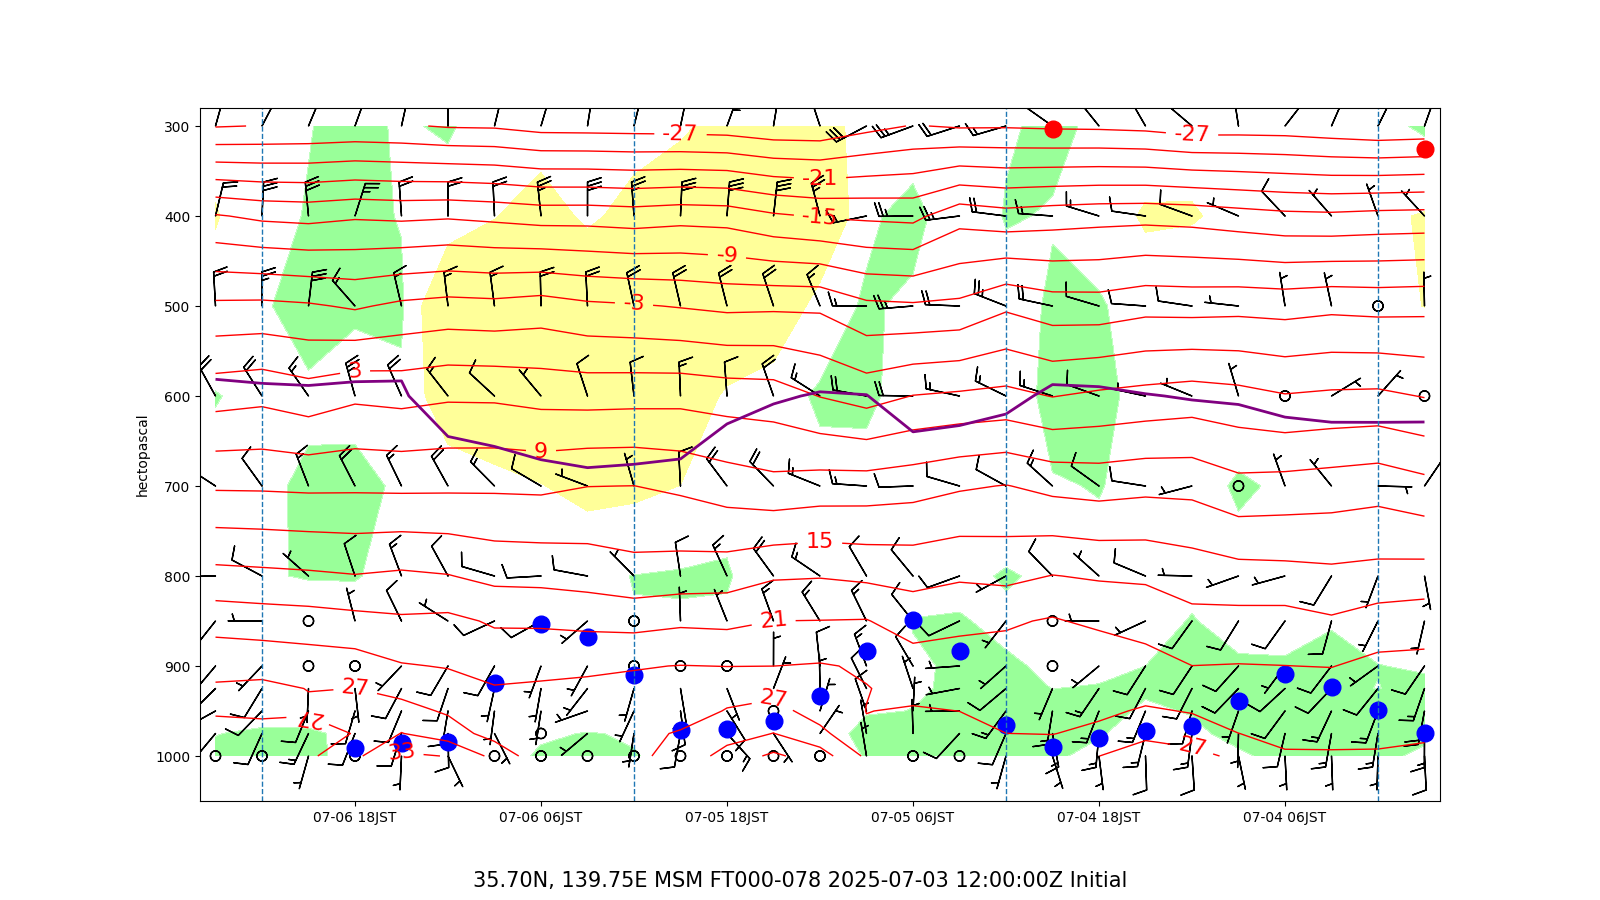 300
400
500
600
700
800
900
1000
hectopascal
-27
-27
-21
-15
-9
-3
3
9
15
21
27
27
27
33
-27
07-06 18JST
07-06 06JST
07-05 18JST
07-05 06JST
07-04 18JST
07-04 06JST
35.70N, 139.75E MSM FT000-078 2025-07-03 12:00:00Z Initial